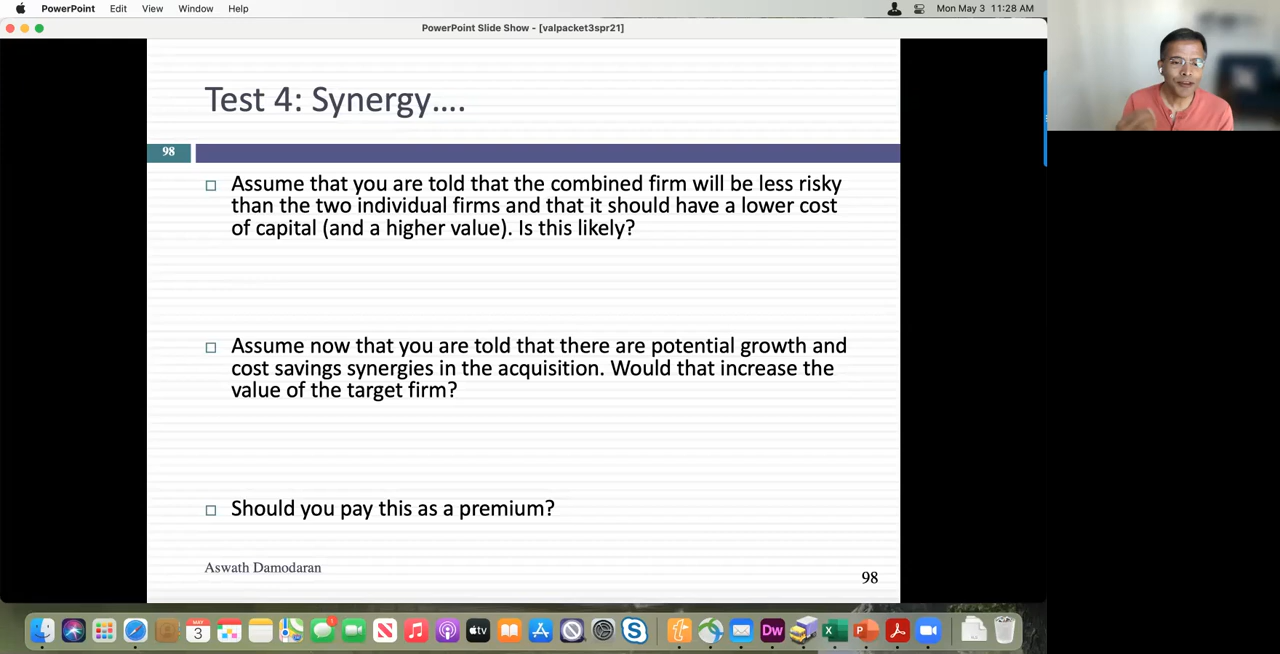 PowerPoint Edit View Window Help Mon May 3 11:28 AM
PowerPoint Slide Show - [valpacket3spr21]
Test 4: Synergy....
98
Assume that you are told that the combined firm will be less risky
than the two individual firms and that it should have a lower cost
of capital (and a higher value). Is this likely?
Assume now that you are told that there are potential growth and
cost savings synergies in the acquisition. Would that increase the
value of the target firm?
Should you pay this as a premium?
Aswath Damodaran
98
MAY
3
tv
Dw
X
P